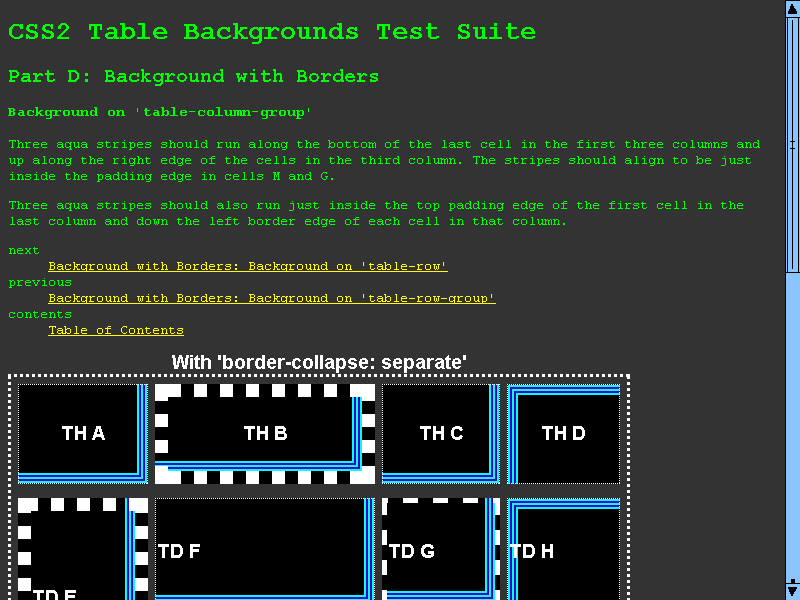 CSS2 Table Backgrounds Test Suite
Part D: Background with Borders
Background on 'table-column-group'
Three aqua stripes should run along the bottom of the last cell in the first three columns and
up along the right edge of the cells in the third column. The stripes should align to be just
inside the padding edge in cells M and G.
Three aqua stripes should also run just inside the top padding edge of the first cell in the
last column and down the left border edge of each cell in that column.
next
Background with Borders: Background on 'table-row'
previous
Background with Borders: Background on 'table-row-group'
contents
Table of Contents
With 'border-collapse: separate'
TH A TH B TH C TH D
TD F TD G TD H
TD E